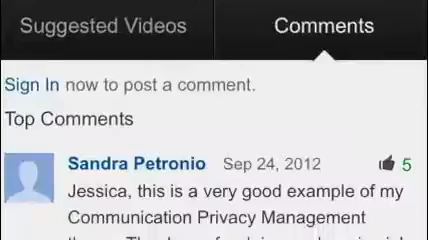 Suggested Videos
Comments
Sign In now to post a comment.
Top Comments
Sandra Petronio Sep 24, 2012 5
Jessica, this is a very good example of my
Communication Privacy Management